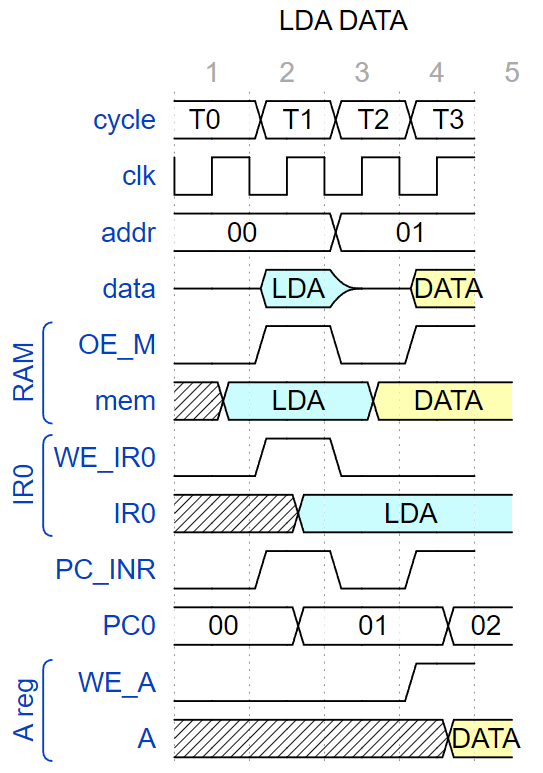 LDA DATA
1 2 3 4 5
cycle T0 T1 T2 T3
clk
addr 00 01
data LDA DATA
RAM
OE_M
mem LDA DATA
IR0
WE_IR0
IR0 LDA
PC_INR
PC0 00 01 02
A reg
WE_A
A DATA